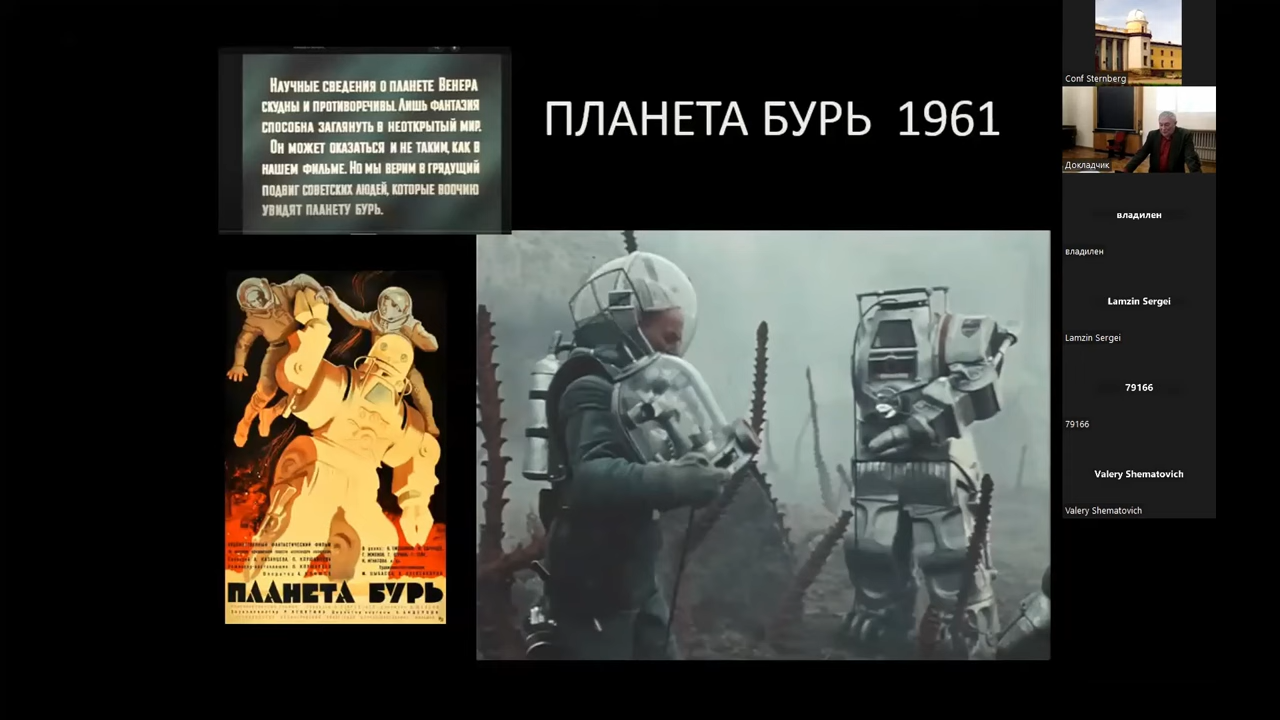 НАУЧНЫЕ СВЕДЕНИЯ О ПЛАНЕТЕ ВЕНЕРА
СКУДНЫ И ПРОТИВОРЕЧИВЫ. ЛИШЬ ФАНТАЗИЯ
СПОСОБНА ЗАГЛЯНУТЬ В НЕОТКРЫТЫЙ МИР.
ОН МОЖЕТ ОКАЗАТЬСЯ И НЕ ТАКИМ, КАК В
НАШЕМ ФИЛЬМЕ. НО МЫ ВЕРИМ В ГРЯДУЩИЙ
ПОДВИГ СОВЕТСКИХ ЛЮДЕЙ, КОТОРЫЕ ВООЧИЮ
УВИДЯТ ПЛАНЕТУ БУРЬ.
ПЛАНЕТА БУРЬ 1961
ПЛАНЕТА БУРЬ
Conf Sternberg
Докладчик
владилен
владилен
Lamzin Sergei
Lamzin Sergei
79166
79166
Valery Shematovich
Valery Shematovich